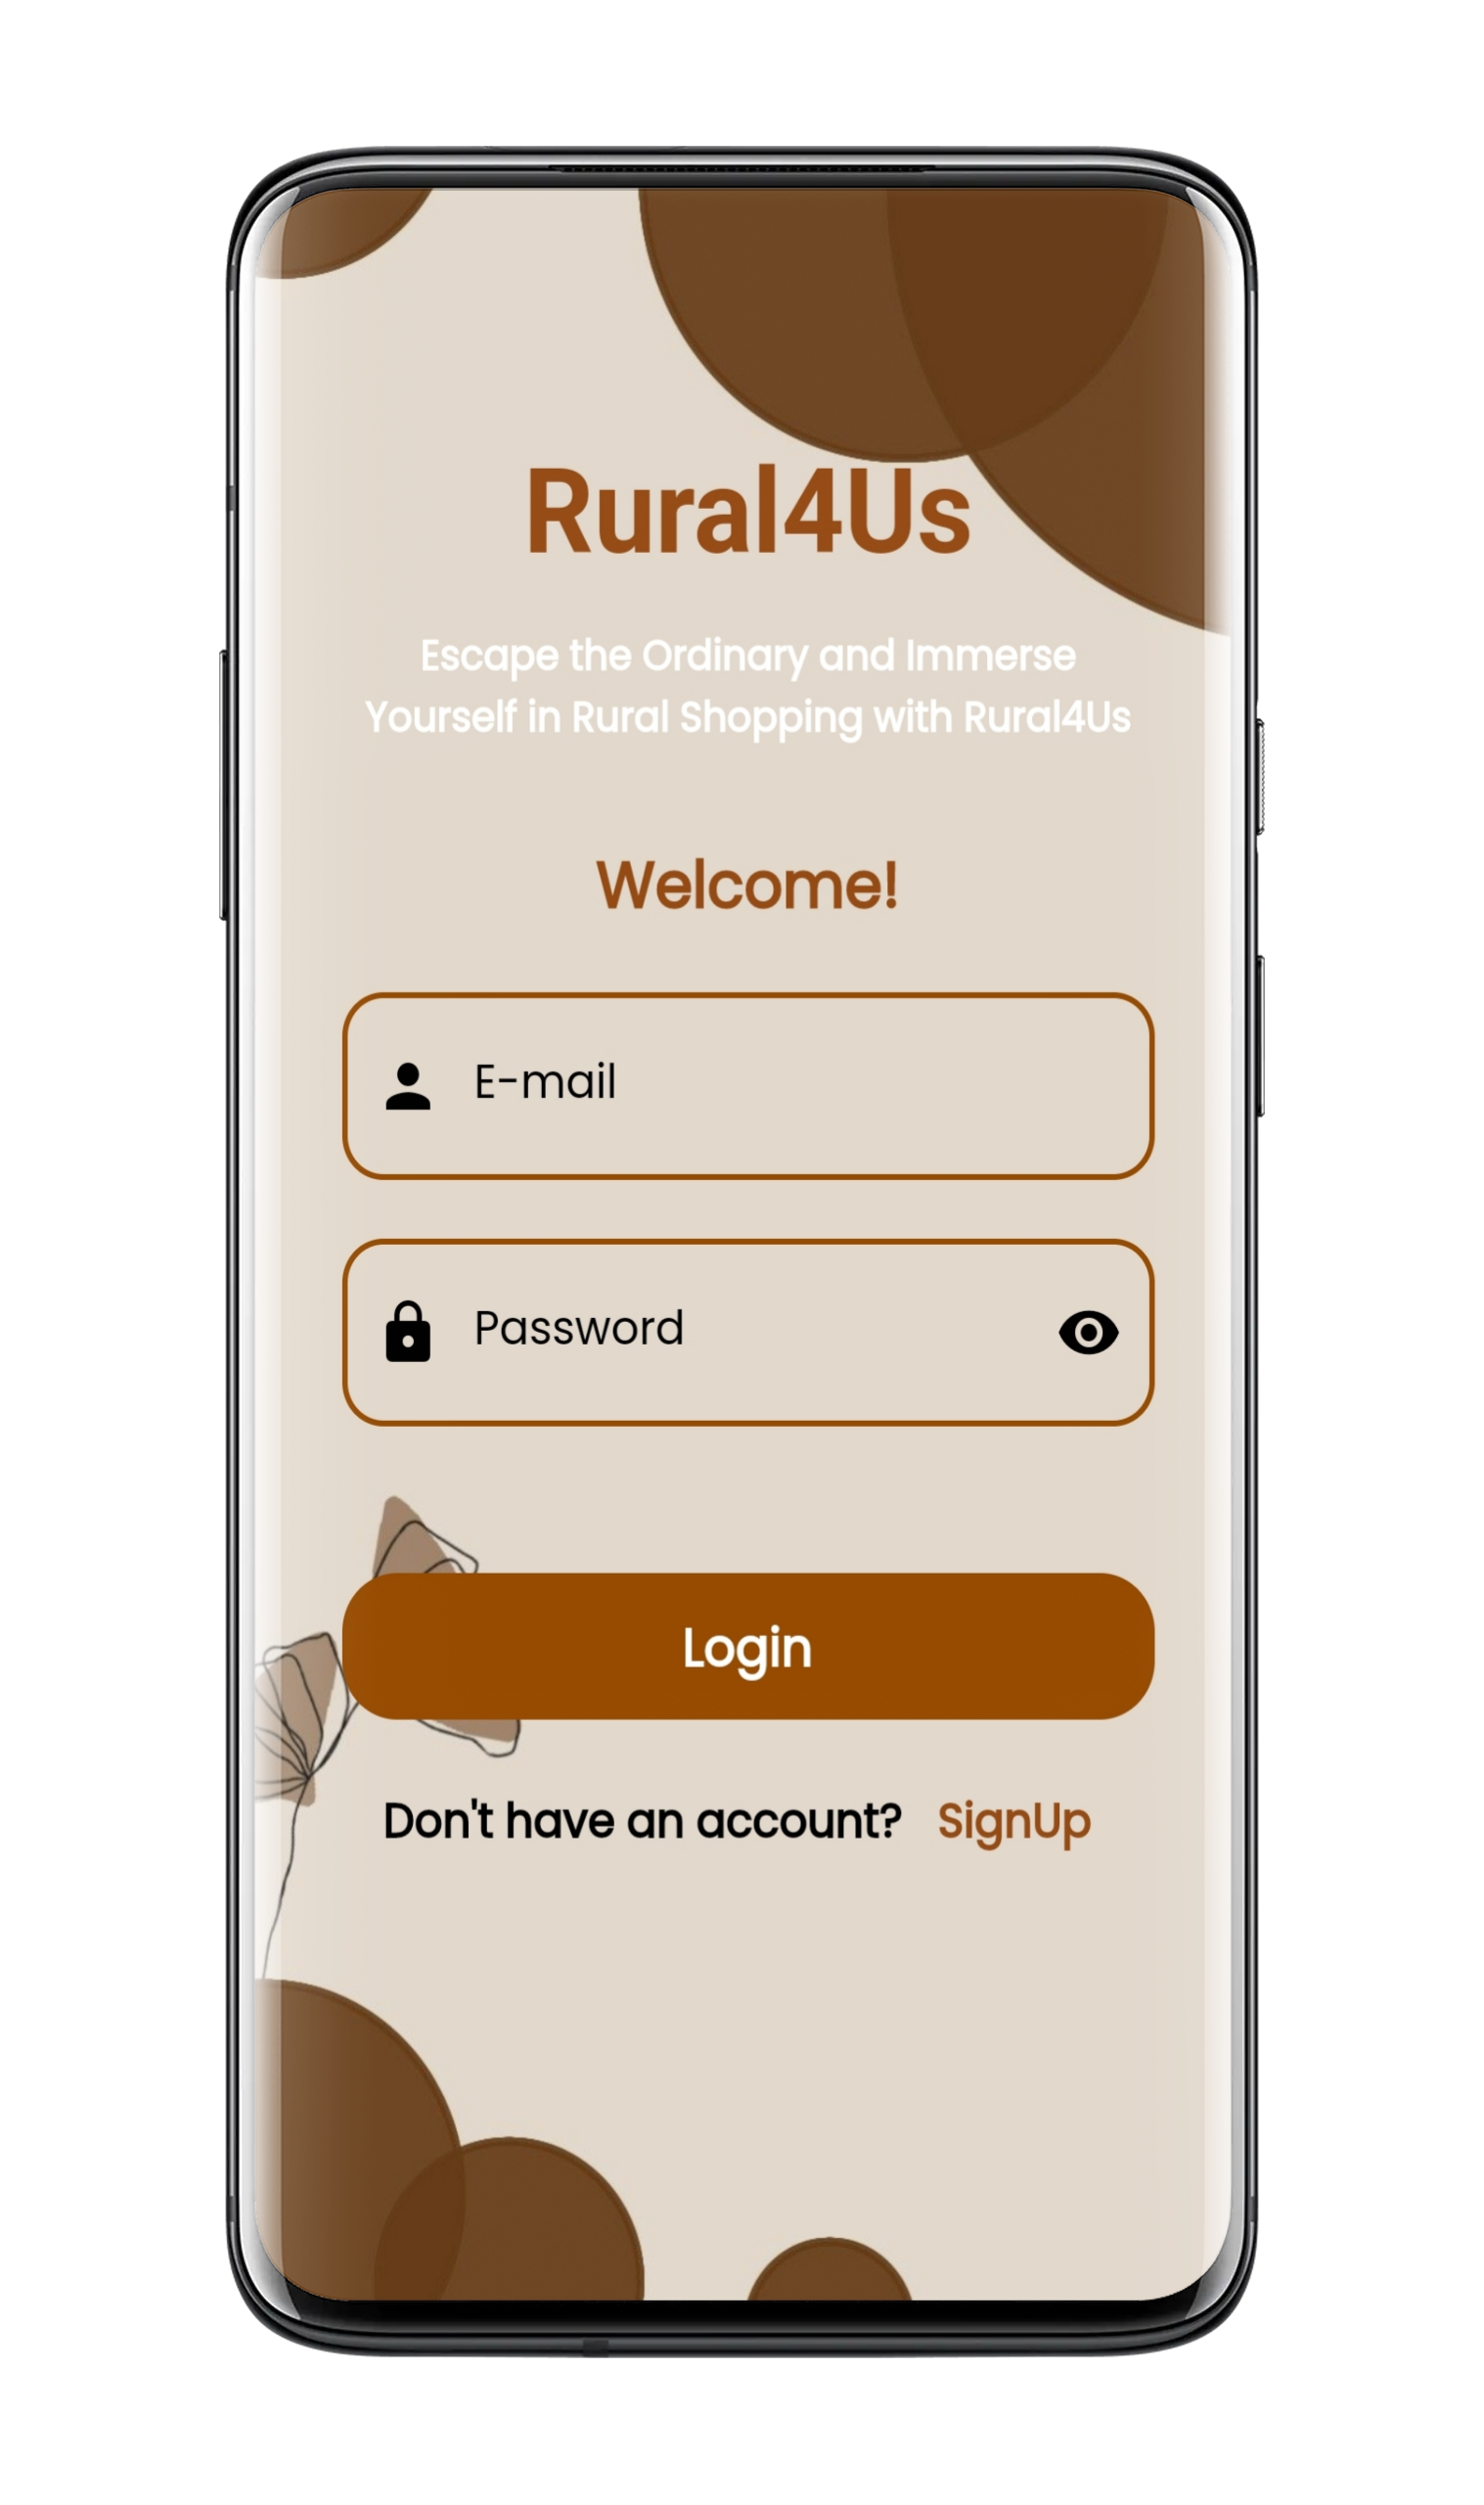 Rural4Us
Escape the Ordinary and Immerse
Yourself in Rural Shopping with Rural4Us
Welcome!
E-mail
Password
Login
Don't have an account? SignUp